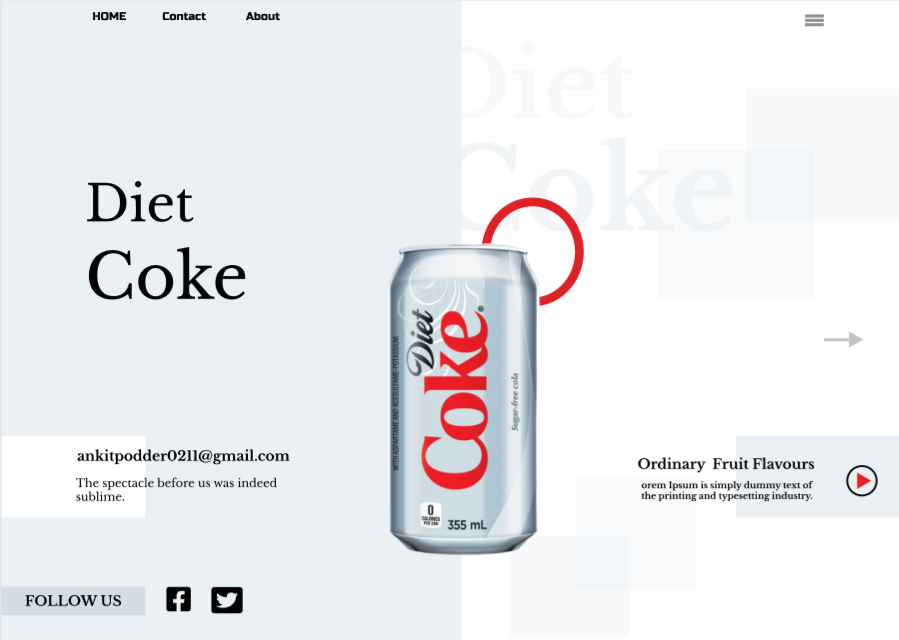 HOME Contact About
Diet
Coke
Diet
Coke
Diet
Coke®
WITH ASPARTAME AND ACESULFAME-POTASSIUM
Sugar-free cola
0
CALORIES
PER CAN
355 mL
ankitpodder0211@gmail.com
The spectacle before us was indeed
sublime.
Ordinary Fruit Flavours
orem Ipsum is simply dummy text of
the printing and typesetting industry.
FOLLOW US